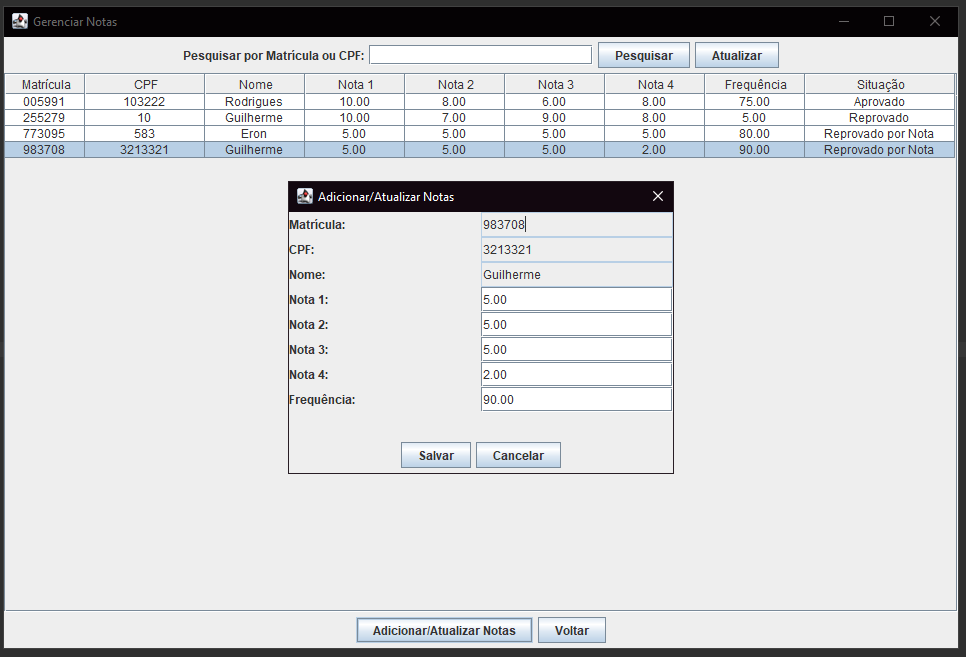 Gerenciar Notas
Pesquisar por Matrícula ou CPF: Pesquisar Atualizar
Matrícula CPF Nome Nota 1 Nota 2 Nota 3 Nota 4 Frequência Situação
005991 103222 Rodrigues 10.00 8.00 6.00 8.00 75.00 Aprovado
255279 10 Guilherme 10.00 7.00 9.00 8.00 5.00 Reprovado
773095 583 Eron 5.00 5.00 5.00 5.00 80.00 Reprovado por Nota
983708 3213321 Guilherme 5.00 5.00 5.00 2.00 90.00 Reprovado por Nota
Adicionar/Atualizar Notas
Matrícula: 983708
CPF: 3213321
Nome: Guilherme
Nota 1: 5.00
Nota 2: 5.00
Nota 3: 5.00
Nota 4: 2.00
Frequência: 90.00
Salvar Cancelar
Adicionar/Atualizar Notas Voltar